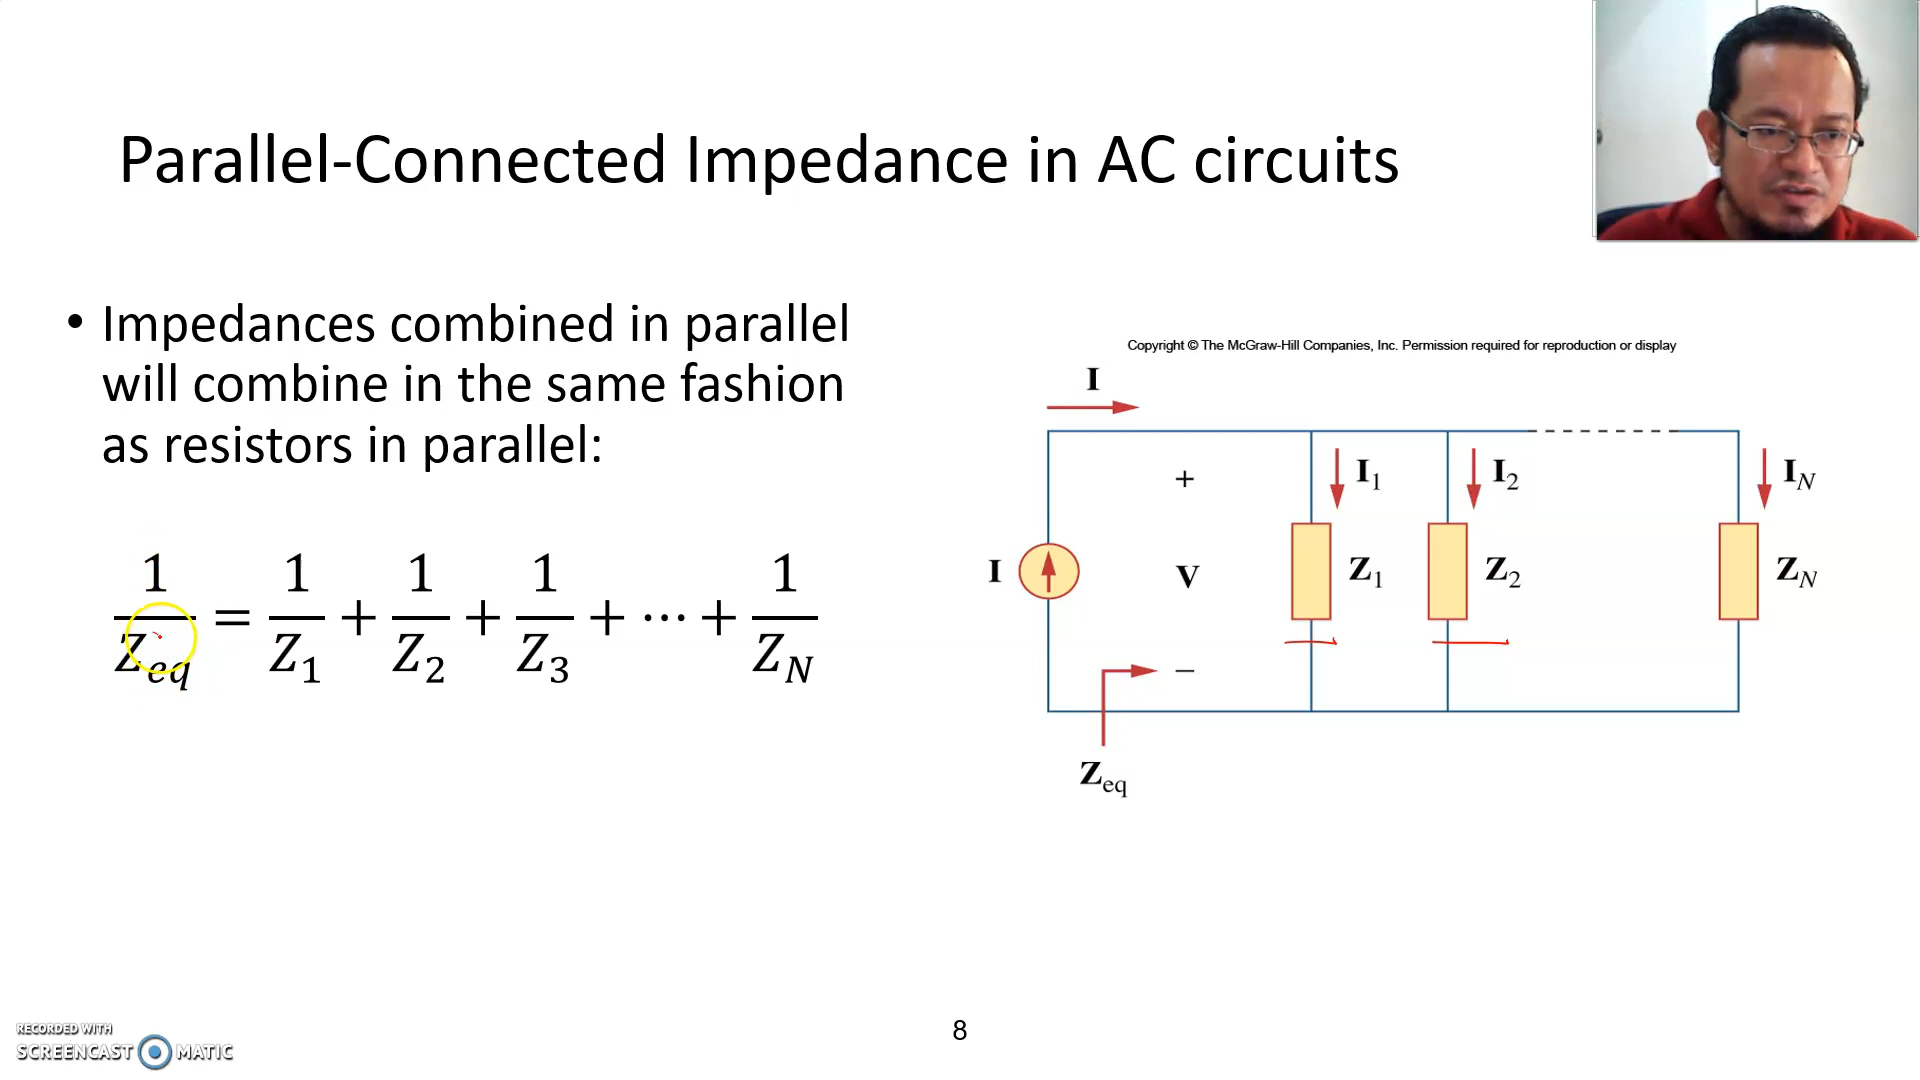 Parallel-Connected Impedance in AC circuits
• Impedances combined in parallel
will combine in the same fashion
as resistors in parallel:
1/Z_eq = 1/Z_1 + 1/Z_2 + 1/Z_3 + ⋯ + 1/Z_N
Copyright © The McGraw-Hill Companies, Inc. Permission required for reproduction or display
I
+
I_1
I_2
I_N
I
V
Z_1
Z_2
Z_N
−
Z_eq
8
RECORDED WITH
SCREENCAST MATIC